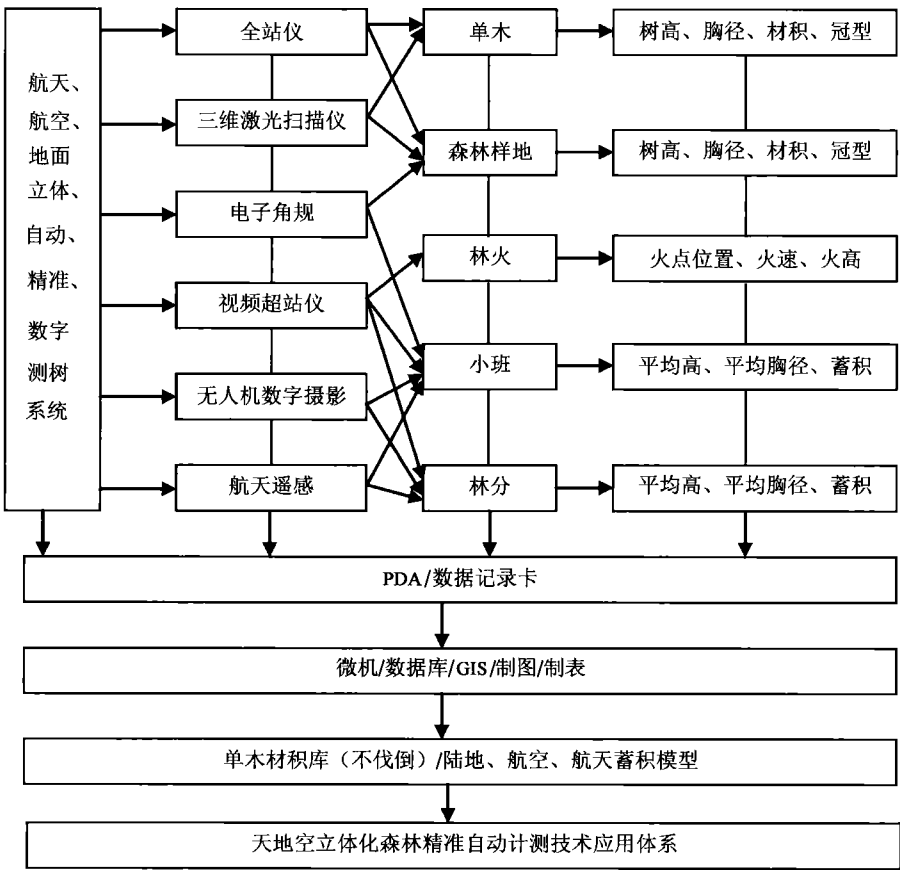 航天、
航空、
地面
立体、
自动、
精准、
数字
测树
系统
全站仪
三维激光扫描仪
电子角规
视频超站仪
无人机数字摄影
航天遥感
单木
森林样地
林火
小班
林分
树高、胸径、材积、冠型
树高、胸径、材积、冠型
火点位置、火速、火高
平均高、平均胸径、蓄积
平均高、平均胸径、蓄积
PDA/数据记录卡
微机/数据库/GIS/制图/制表
单木材积库（不伐倒）/陆地、航空、航天蓄积模型
天地空立体化森林精准自动计测技术应用体系